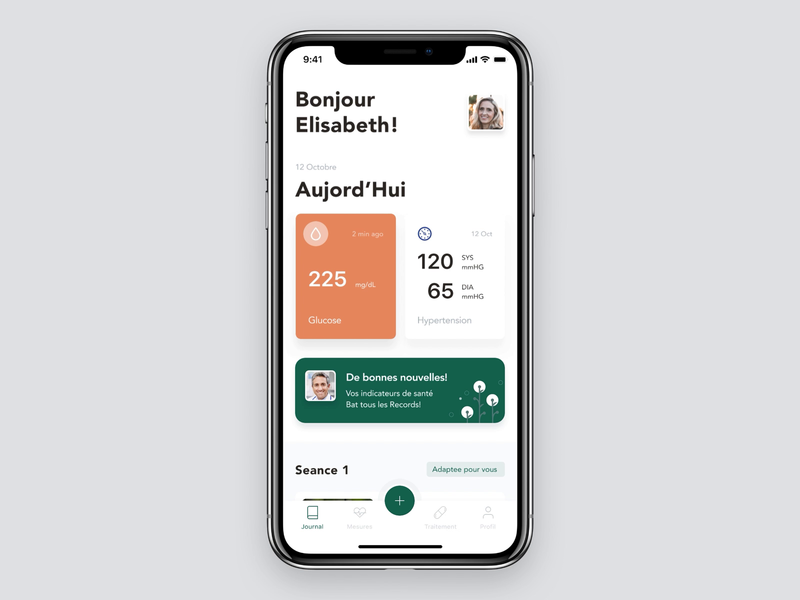 9:41
Bonjour
Elisabeth!
12 Octobre
Aujord’Hui
2 min ago
225 mg/dL
Glucose
12 Oct
120 SYS
mmHG
65 DIA
mmHG
Hypertension
De bonnes nouvelles!
Vos indicateurs de santé
Bat tous les Records!
Seance 1
Adaptee pour vous
+
Journal
Mesures
Traitement
Profil